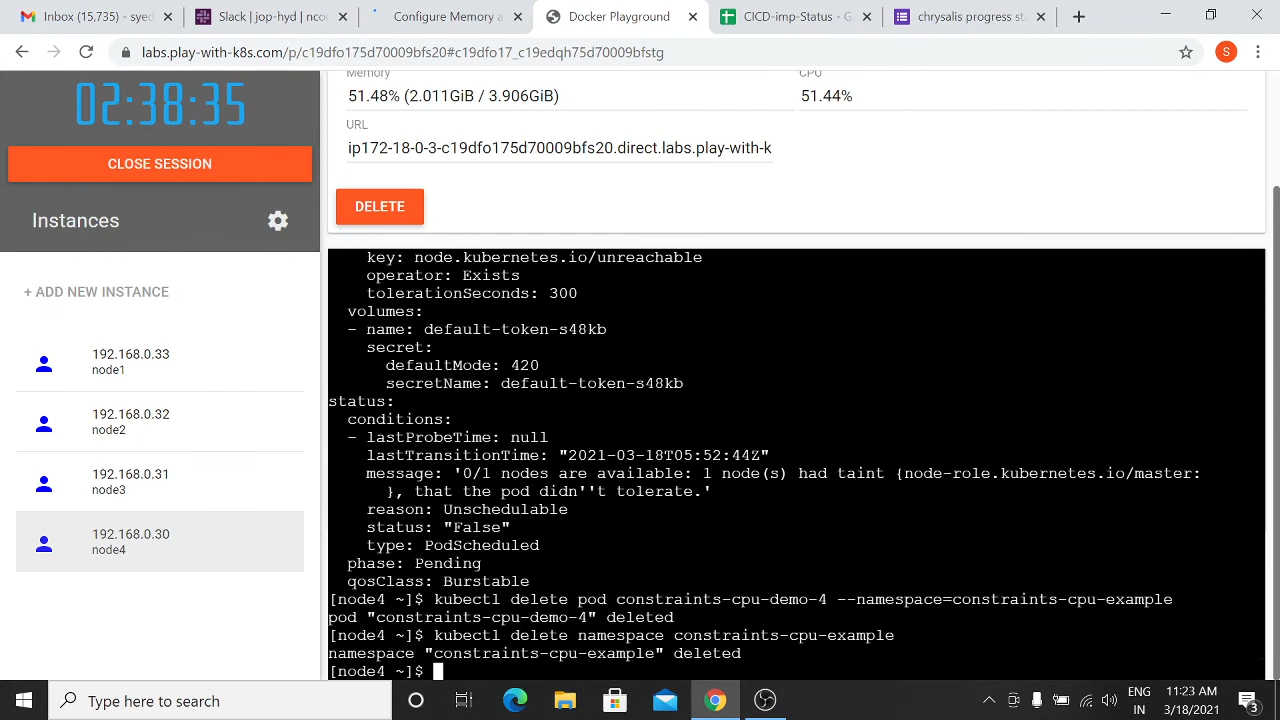 Inbox (15,735) - syed
Slack | jop-hyd | nco
Configure Memory a
Docker Playground
CICD-imp-Status - G
chrysalis progress st
labs.play-with-k8s.com/p/c19dfo175d70009bfs20#c19dfo17_c19edqh75d70009bfstg
S
02:38:35
CLOSE SESSION
Instances
+ ADD NEW INSTANCE
192.168.0.33
node1
192.168.0.32
node2
192.168.0.31
node3
192.168.0.30
node4
Memory
51.48% (2.011GiB / 3.906GiB)
CPU
51.44%
URL
ip172-18-0-3-c19dfo175d70009bfs20.direct.labs.play-with-k
DELETE
key: node.kubernetes.io/unreachable
operator: Exists
tolerationSeconds: 300
volumes:
- name: default-token-s48kb
secret:
defaultMode: 420
secretName: default-token-s48kb
status:
conditions:
- lastProbeTime: null
lastTransitionTime: "2021-03-18T05:52:44Z"
message: '0/1 nodes are available: 1 node(s) had taint {node-role.kubernetes.io/master:
}, that the pod didn''t tolerate.'
reason: Unschedulable
status: "False"
type: PodScheduled
phase: Pending
qosClass: Burstable
[node4 ~]$ kubectl delete pod constraints-cpu-demo-4 --namespace=constraints-cpu-example
pod "constraints-cpu-demo-4" deleted
[node4 ~]$ kubectl delete namespace constraints-cpu-example
namespace "constraints-cpu-example" deleted
[node4 ~]$
Type here to search
ENG
IN
11:23 AM
3/18/2021
3